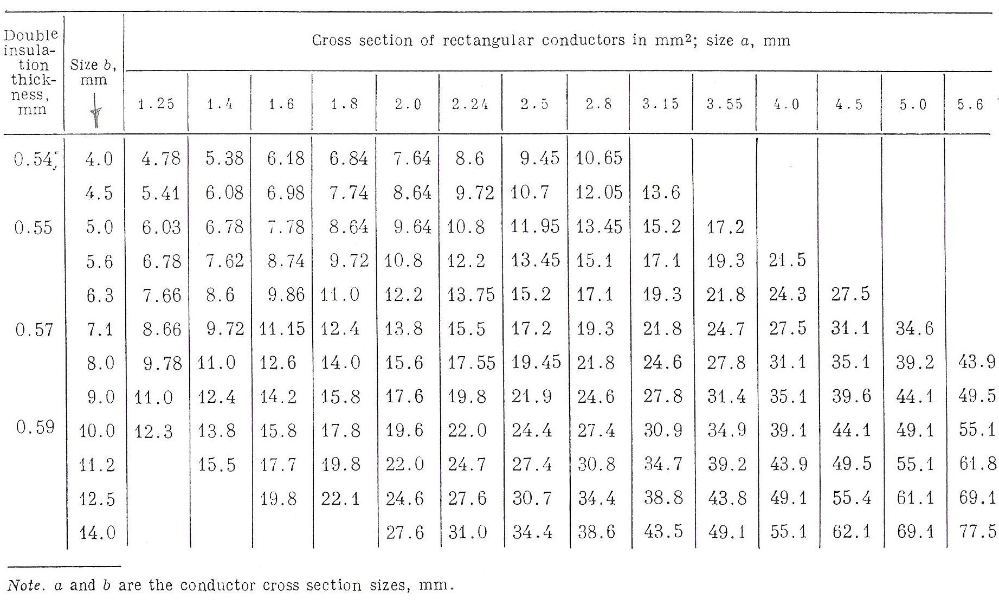 Cross section of rectangular conductors in mm²; size a, mm
Double insula-
tion
thick-
ness,
mm
Size b,
mm
1.25 1.4 1.6 1.8 2.0 2.24 2.5 2.8 3.15 3.55 4.0 4.5 5.0 5.6
0.54 4.0 4.78 5.38 6.18 6.84 7.64 8.6 9.45 10.65
4.5 5.41 6.08 6.98 7.74 8.64 9.72 10.7 12.05 13.6
0.55 5.0 6.03 6.78 7.78 8.64 9.64 10.8 11.95 13.45 15.2 17.2
5.6 6.78 7.62 8.74 9.72 10.8 12.2 13.45 15.1 17.1 19.3 21.5
6.3 7.66 8.6 9.86 11.0 12.2 13.75 15.2 17.1 19.3 21.8 24.3 27.5
0.57 7.1 8.66 9.72 11.15 12.4 13.8 15.5 17.2 19.3 21.8 24.7 27.5 31.1 34.6
8.0 9.78 11.0 12.6 14.0 15.6 17.55 19.45 21.8 24.6 27.8 31.1 35.1 39.2 43.9
9.0 11.0 12.4 14.2 15.8 17.6 19.8 21.9 24.6 27.8 31.4 35.1 39.6 44.1 49.5
0.59 10.0 12.3 13.8 15.8 17.8 19.6 22.0 24.4 27.4 30.9 34.9 39.1 44.1 49.1 55.1
11.2 15.5 17.7 19.8 22.0 24.7 27.4 30.8 34.7 39.2 43.9 49.5 55.1 61.8
12.5 19.8 22.1 24.6 27.6 30.7 34.4 38.8 43.8 49.1 55.4 61.1 69.1
14.0 27.6 31.0 34.4 38.6 43.5 49.1 55.1 62.1 69.1 77.5
Note. a and b are the conductor cross section sizes, mm.